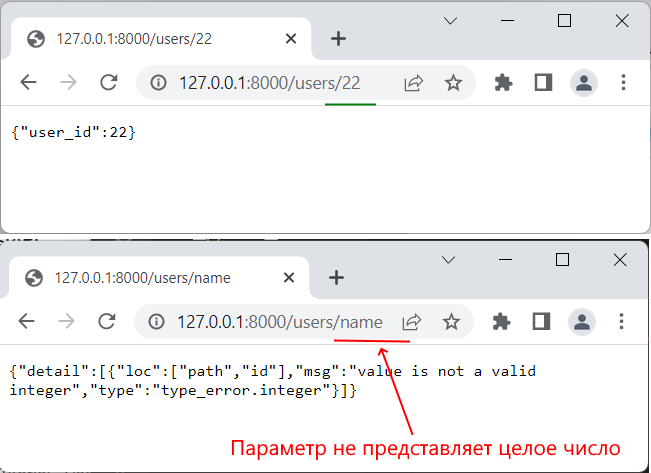 127.0.0.1:8000/users/22
127.0.0.1:8000/users/22
{"user_id":22}
127.0.0.1:8000/users/name
127.0.0.1:8000/users/name
{"detail":[{"loc":["path","id"],"msg":"value is not a valid
integer","type":"type_error.integer"}]}
Параметр не представляет целое число